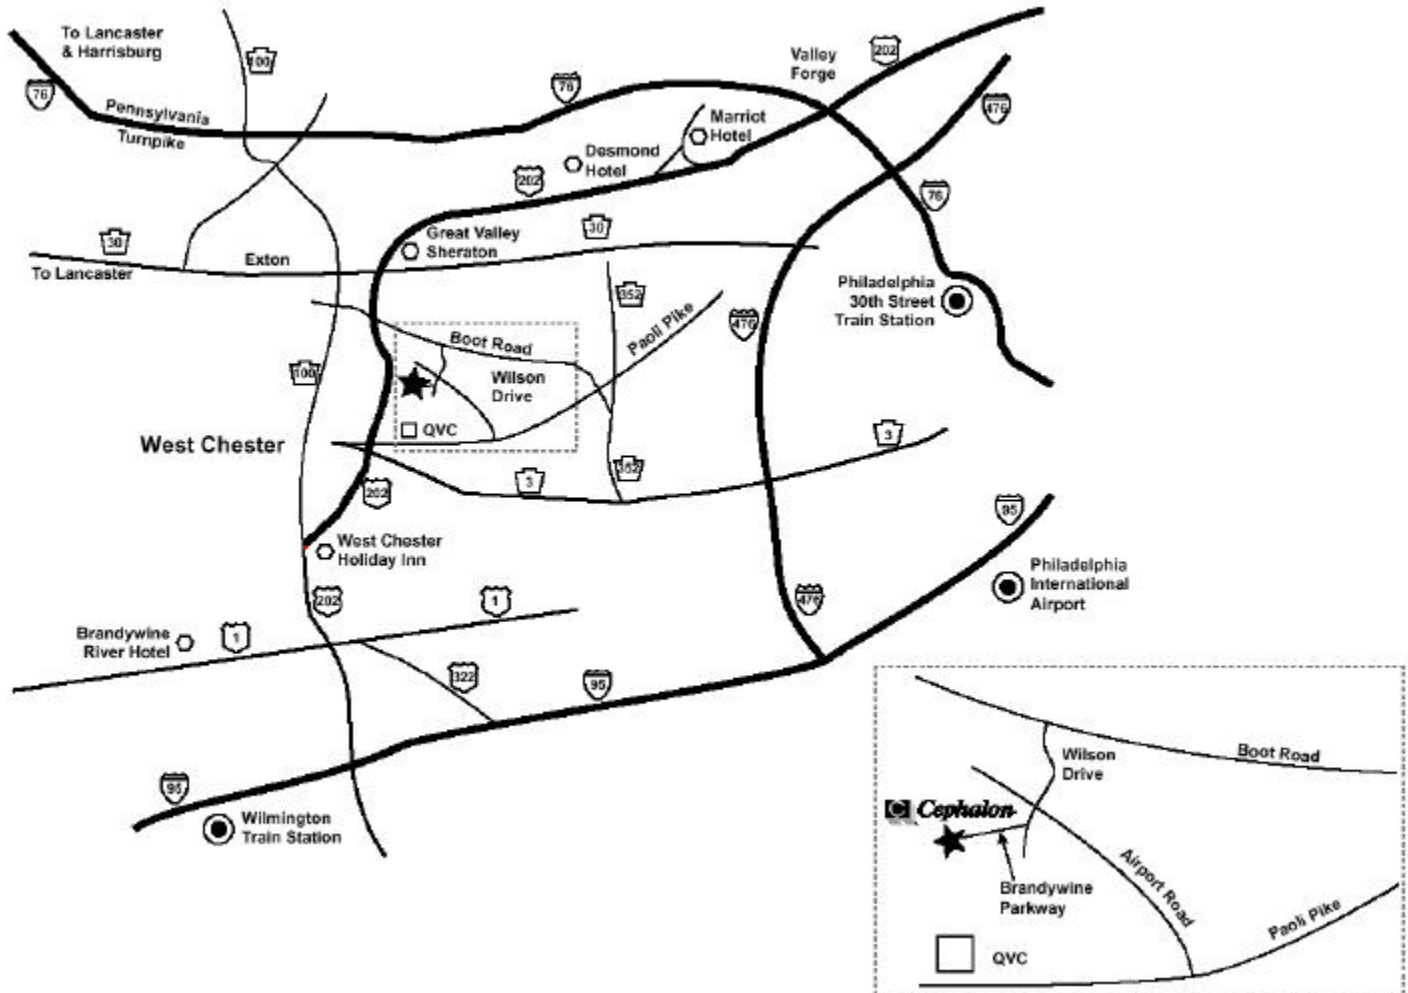 To Lancaster
& Harrisburg
100
76
Pennsylvania
Turnpike
76
Valley
Forge
202
476
Marriot
Hotel
Desmond
Hotel
202
76
30
To Lancaster
Exton
Great Valley
Sheraton
30
352
Paoli Pike
476
Philadelphia
30th Street
Train Station
Boot Road
100
Wilson
Drive
QVC
West Chester
3
352
3
202
95
West Chester
Holiday Inn
Philadelphia
International
Airport
202
1
476
Brandywine
River Hotel
1
322
95
95
Wilmington
Train Station
Wilson
Drive
Boot Road
C Cephalon
Airport Road
Brandywine
Parkway
Paoli Pike
QVC